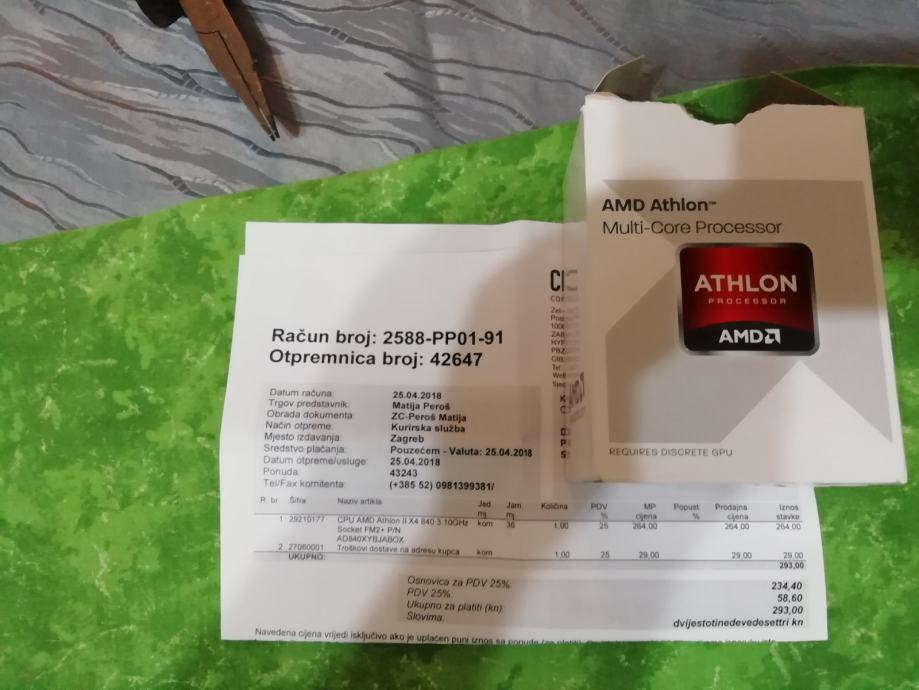 AMD Athlon™
Multi-Core Processor
ATHLON
PROCESSOR
AMD
REQUIRES DISCRETE GPU
Račun broj: 2588-PP01-91
Otpremnica broj: 42647
Datum računa: 25.04.2018
Trgov predstavnik: Matija Peroš
Obrada dokumenta: ZC-Peroš Matija
Način otpreme: Kurirska služba
Mjesto izdavanja: Zagreb
Sredstvo plaćanja: Pouzećem - Valuta: 25.04.2018
Datum otpreme/usluge: 25.04.2018
Ponuda 43243
Tel/Fax komitenta: (+385 52) 0981399381/
R. br Šifra Naziv artikla Jed. mj. Jam. mj. Količina PDV % MP cijena Popust % Prodajna cijena Iznos stavke
1 29210177 CPU AMD Athlon II X4 840 3.10GHz kom 36 1,00 25 264,00 264,00 264,00
Socket FM2+ P/N
AD840XYBJABOX
2 27060001 Troškovi dostave na adresu kupca kom 1,00 25 29,00 29,00 29,00
UKUPNO: 293,00
Osnovica za PDV 25%: 234,40
PDV 25%: 58,60
Ukupno za platiti (kn): 293,00
Slovima: dvijestotinedevedesettri kn
Navedena cijena vrijedi isključivo ako je uplaćen puni iznos sa ponude